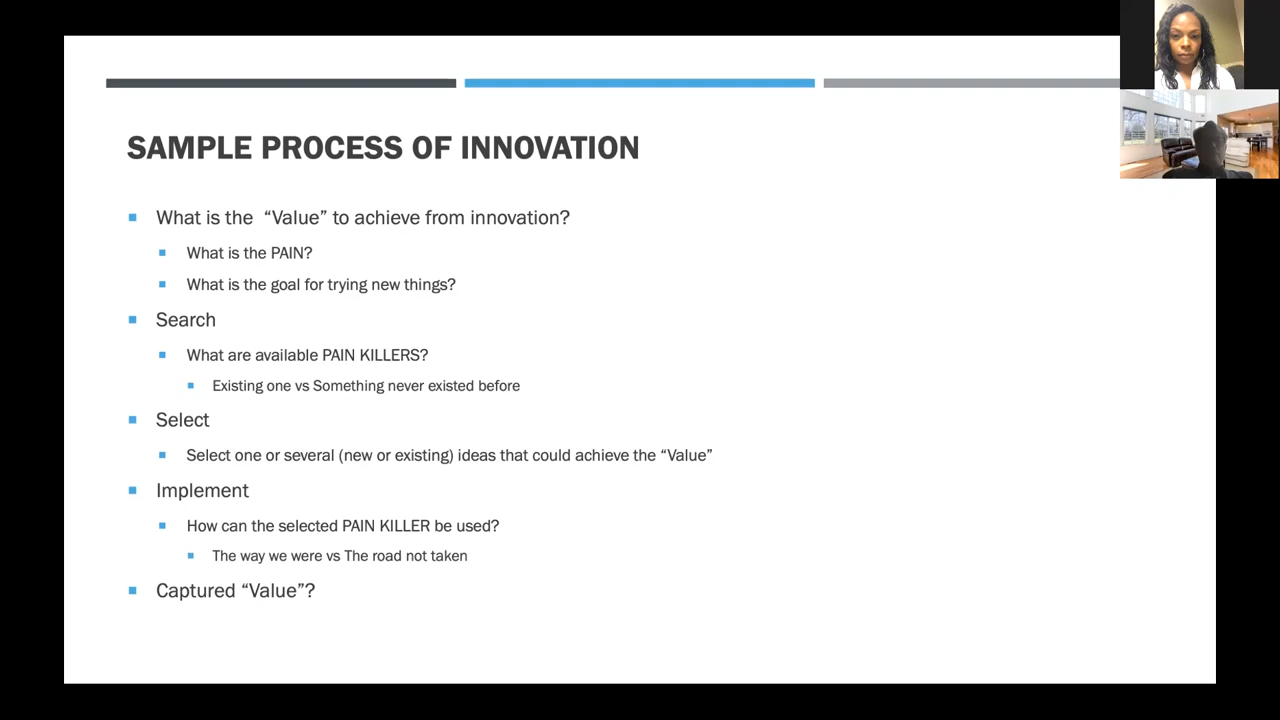 SAMPLE PROCESS OF INNOVATION
What is the “Value” to achieve from innovation?
What is the PAIN?
What is the goal for trying new things?
Search
What are available PAIN KILLERS?
Existing one vs Something never existed before
Select
Select one or several (new or existing) ideas that could achieve the “Value”
Implement
How can the selected PAIN KILLER be used?
The way we were vs The road not taken
Captured “Value”?